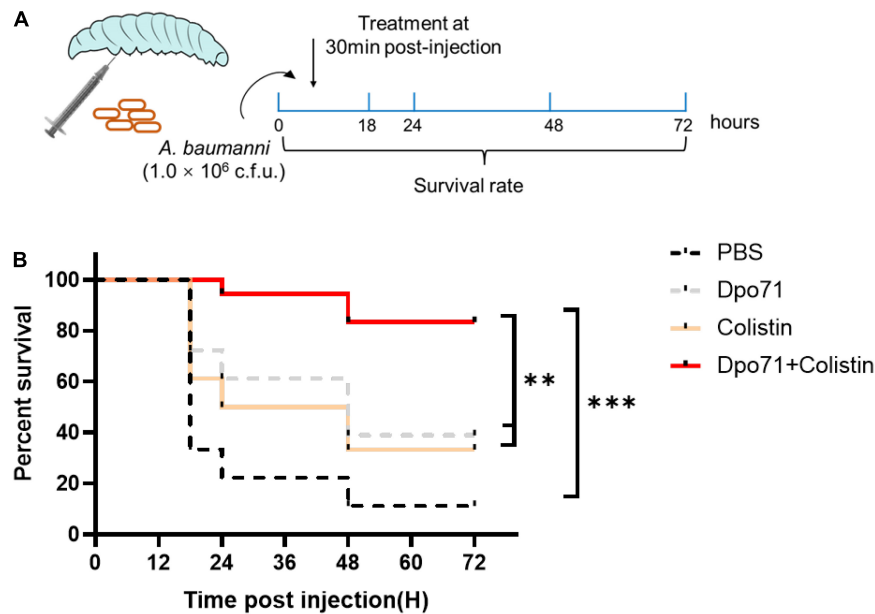 A
Treatment at
30min post-injection
0 18 24 48 72 hours
A. baumanni
(1.0 × 10⁶ c.f.u.)
Survival rate
B
Percent survival
100
80
60
40
20
0
0 12 24 36 48 60 72
Time post injection(H)
**
***
PBS
Dpo71
Colistin
Dpo71+Colistin